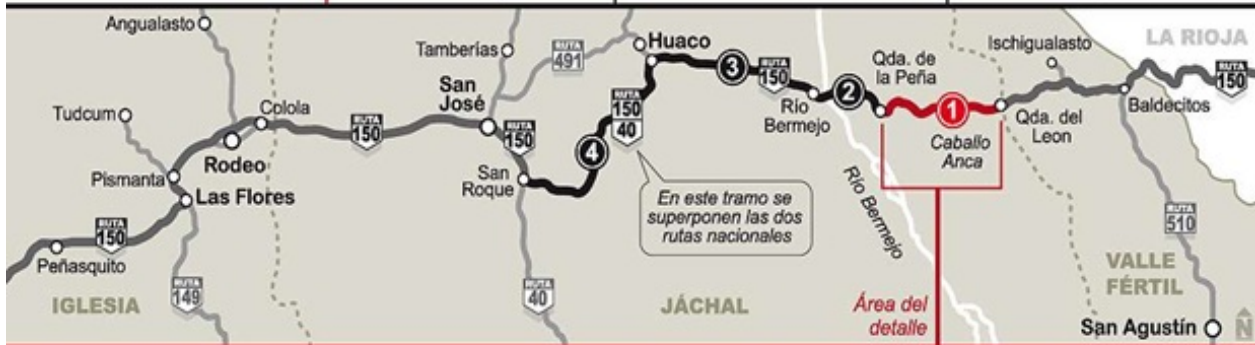 Angualasto
Tudcum
Colola
Rodeo
Pismanta
Las Flores
RUTA
150
Peñasquito
IGLESIA
RUTA
149
RUTA
150
Tamberías
San
José
RUTA
491
RUTA
150
San
Roque
4
RUTA
40
Huaco
RUTA
150
40
En este tramo se
superponen las dos
rutas nacionales
JÁCHAL
3
RUTA
150
Río
Bermejo
2
Qda. de
la Peña
1
Caballo
Anca
Río Bermejo
Área del
detalle
Ischigualasto
Qda. del
Leon
LA RIOJA
RUTA
150
Baldecitos
RUTA
510
VALLE
FÉRTIL
San Agustín
N